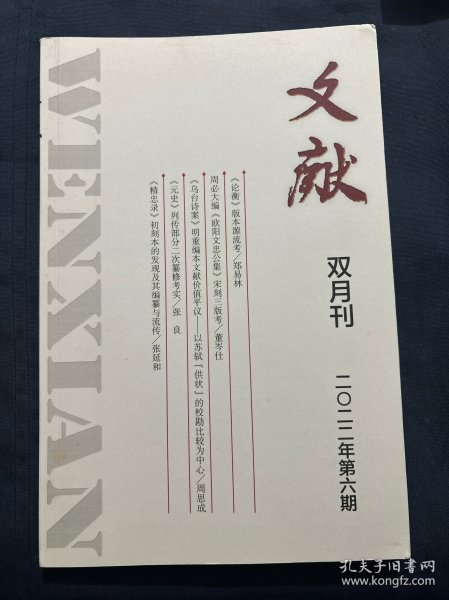 文献
双月刊
二〇二二年第六期
《论衡》版本源流考／郑易林
周必大编《欧阳文忠公集》宋刻三版考／董岑仕
《乌台诗案》明重编本文献价值平议——以苏轼「供状」的校勘比较为中心／周思成
《元史》列传部分二次纂修考实／张 良
《精忠录》初刻本的发现及其编纂与流传／张延和
WENXIAN
孔夫子旧书网
www.kongfz.com